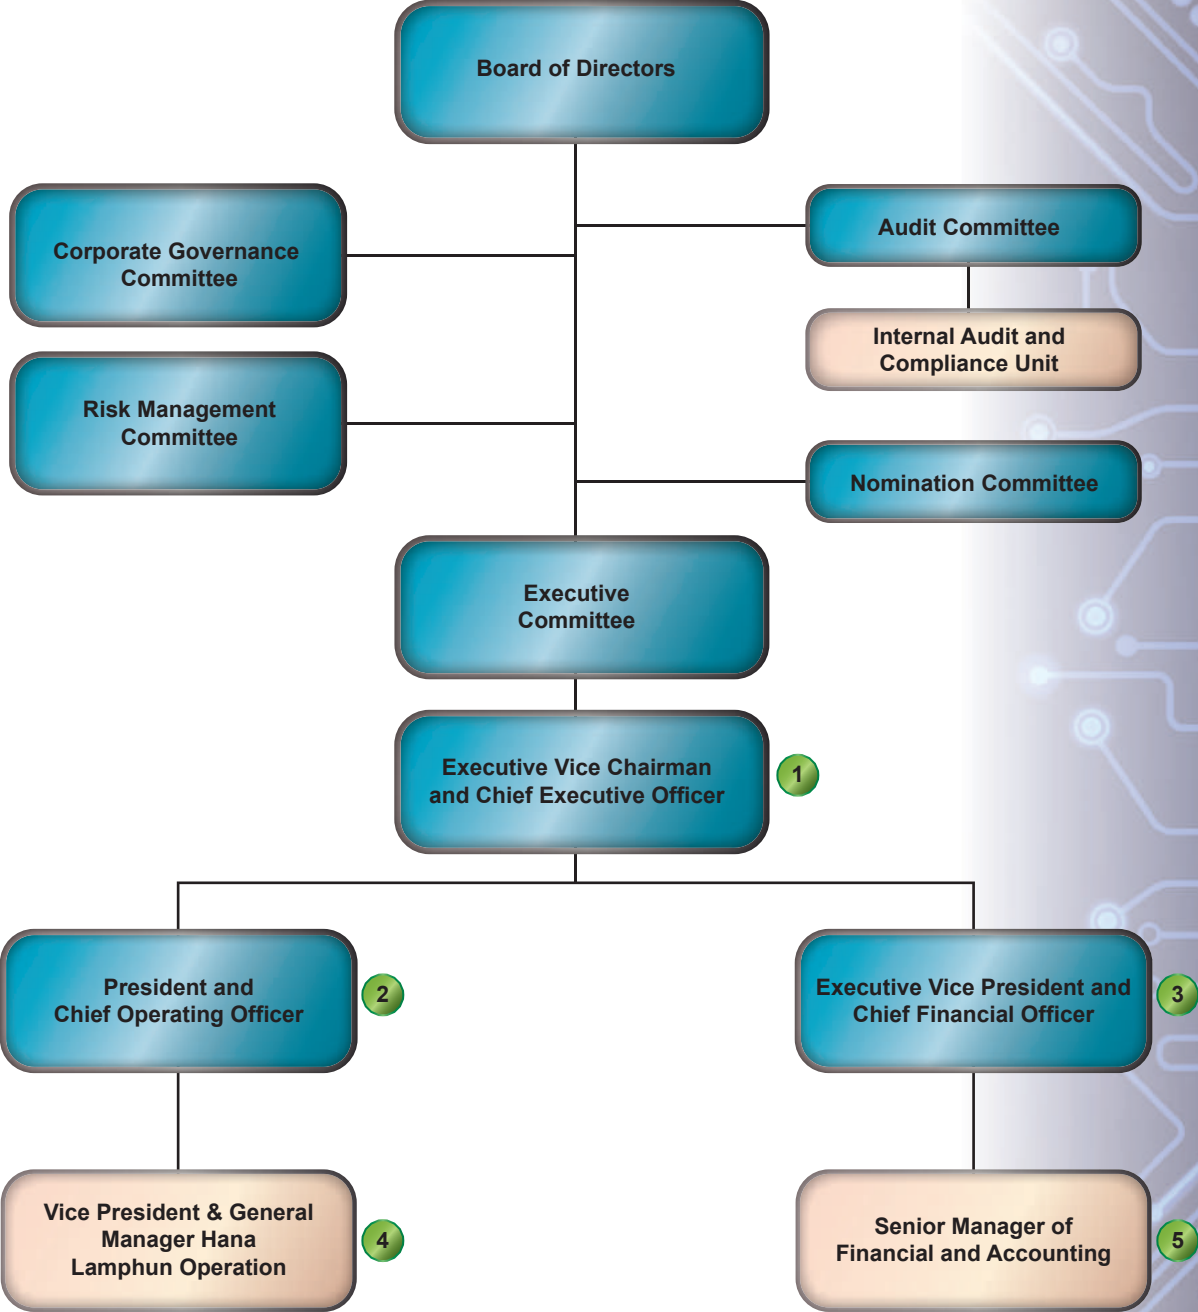 Board of Directors
Corporate Governance
Committee
Audit Committee
Internal Audit and
Compliance Unit
Risk Management
Committee
Nomination Committee
Executive
Committee
Executive Vice Chairman
and Chief Executive Officer
1
President and
Chief Operating Officer
2
Executive Vice President and
Chief Financial Officer
3
Vice President & General
Manager Hana
Lamphun Operation
4
Senior Manager of
Financial and Accounting
5